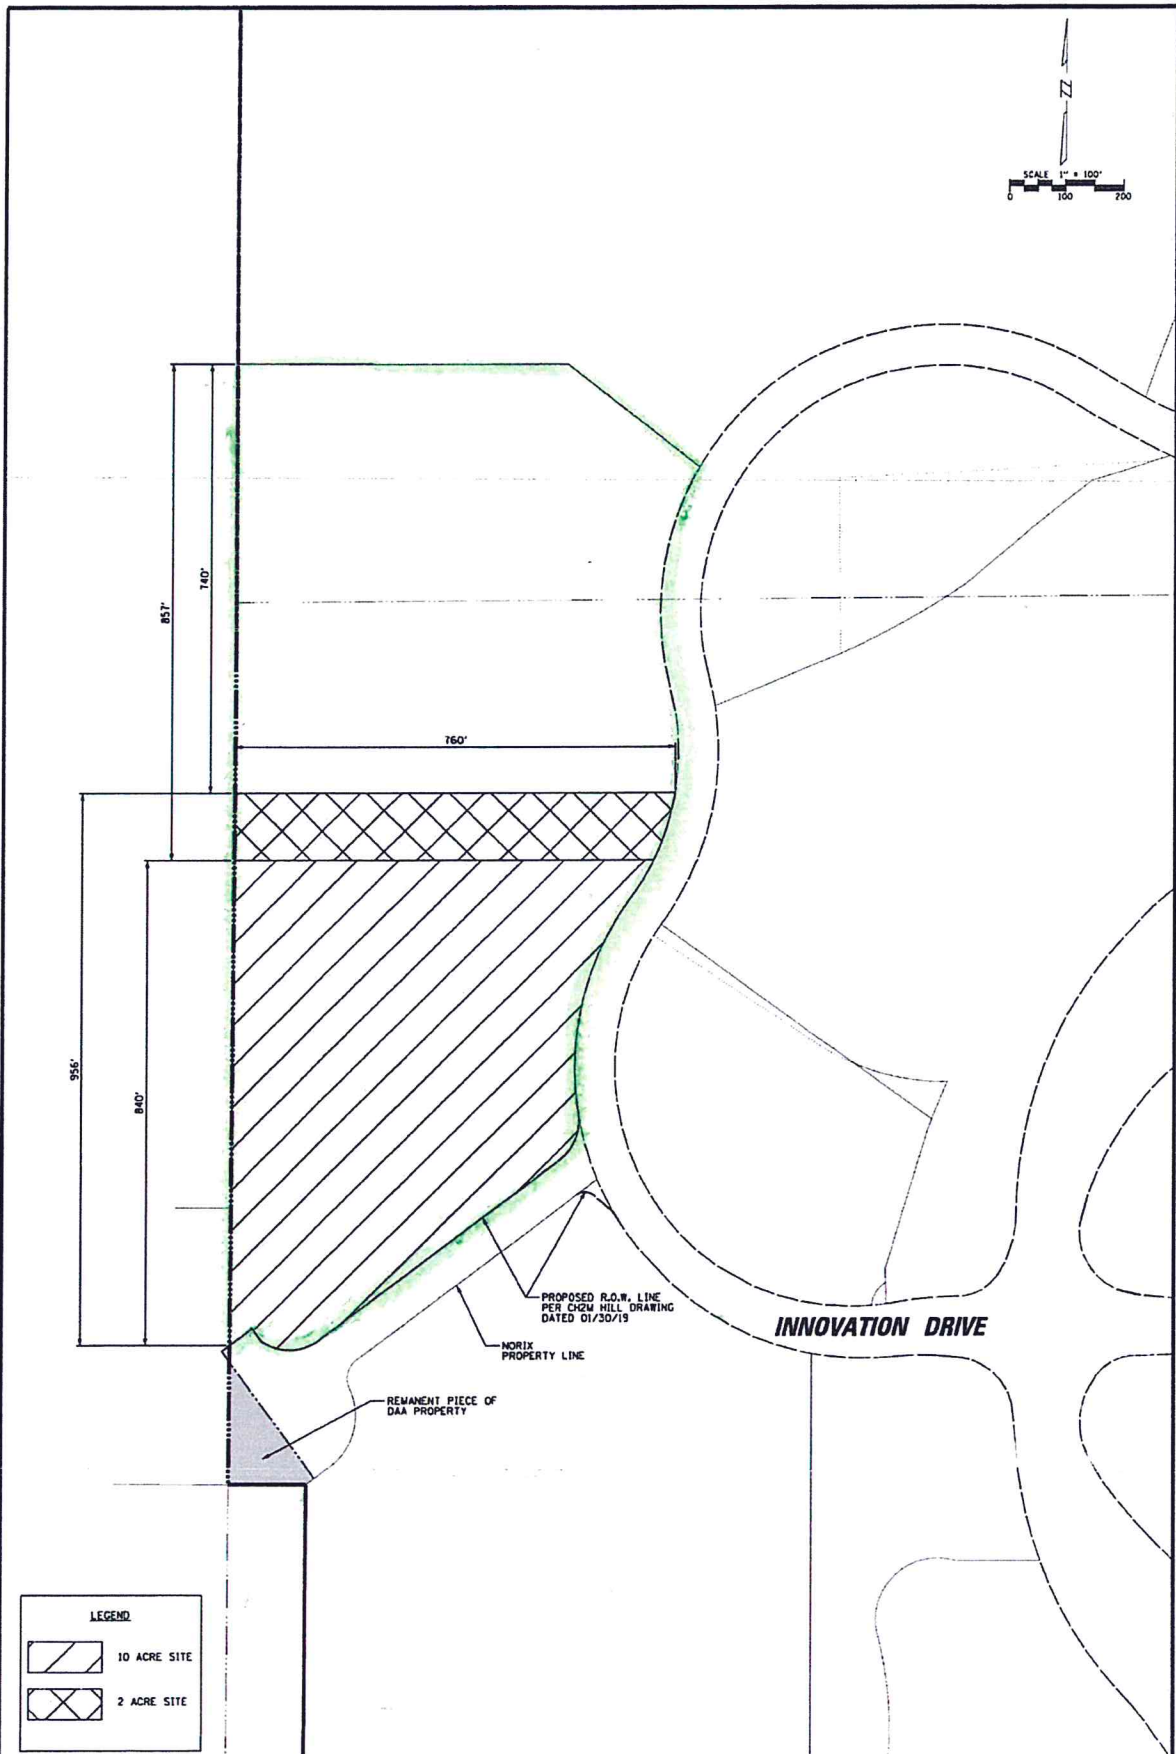 ZZ
SCALE 1" = 100'
0 100 200
740'
857'
760'
956'
840'
PROPOSED R.O.W. LINE
PER CH2M HILL DRAWING
DATED 01/30/19
INNOVATION DRIVE
NORIX
PROPERTY LINE
REMANENT PIECE OF
DAA PROPERTY
LEGEND
10 ACRE SITE
2 ACRE SITE